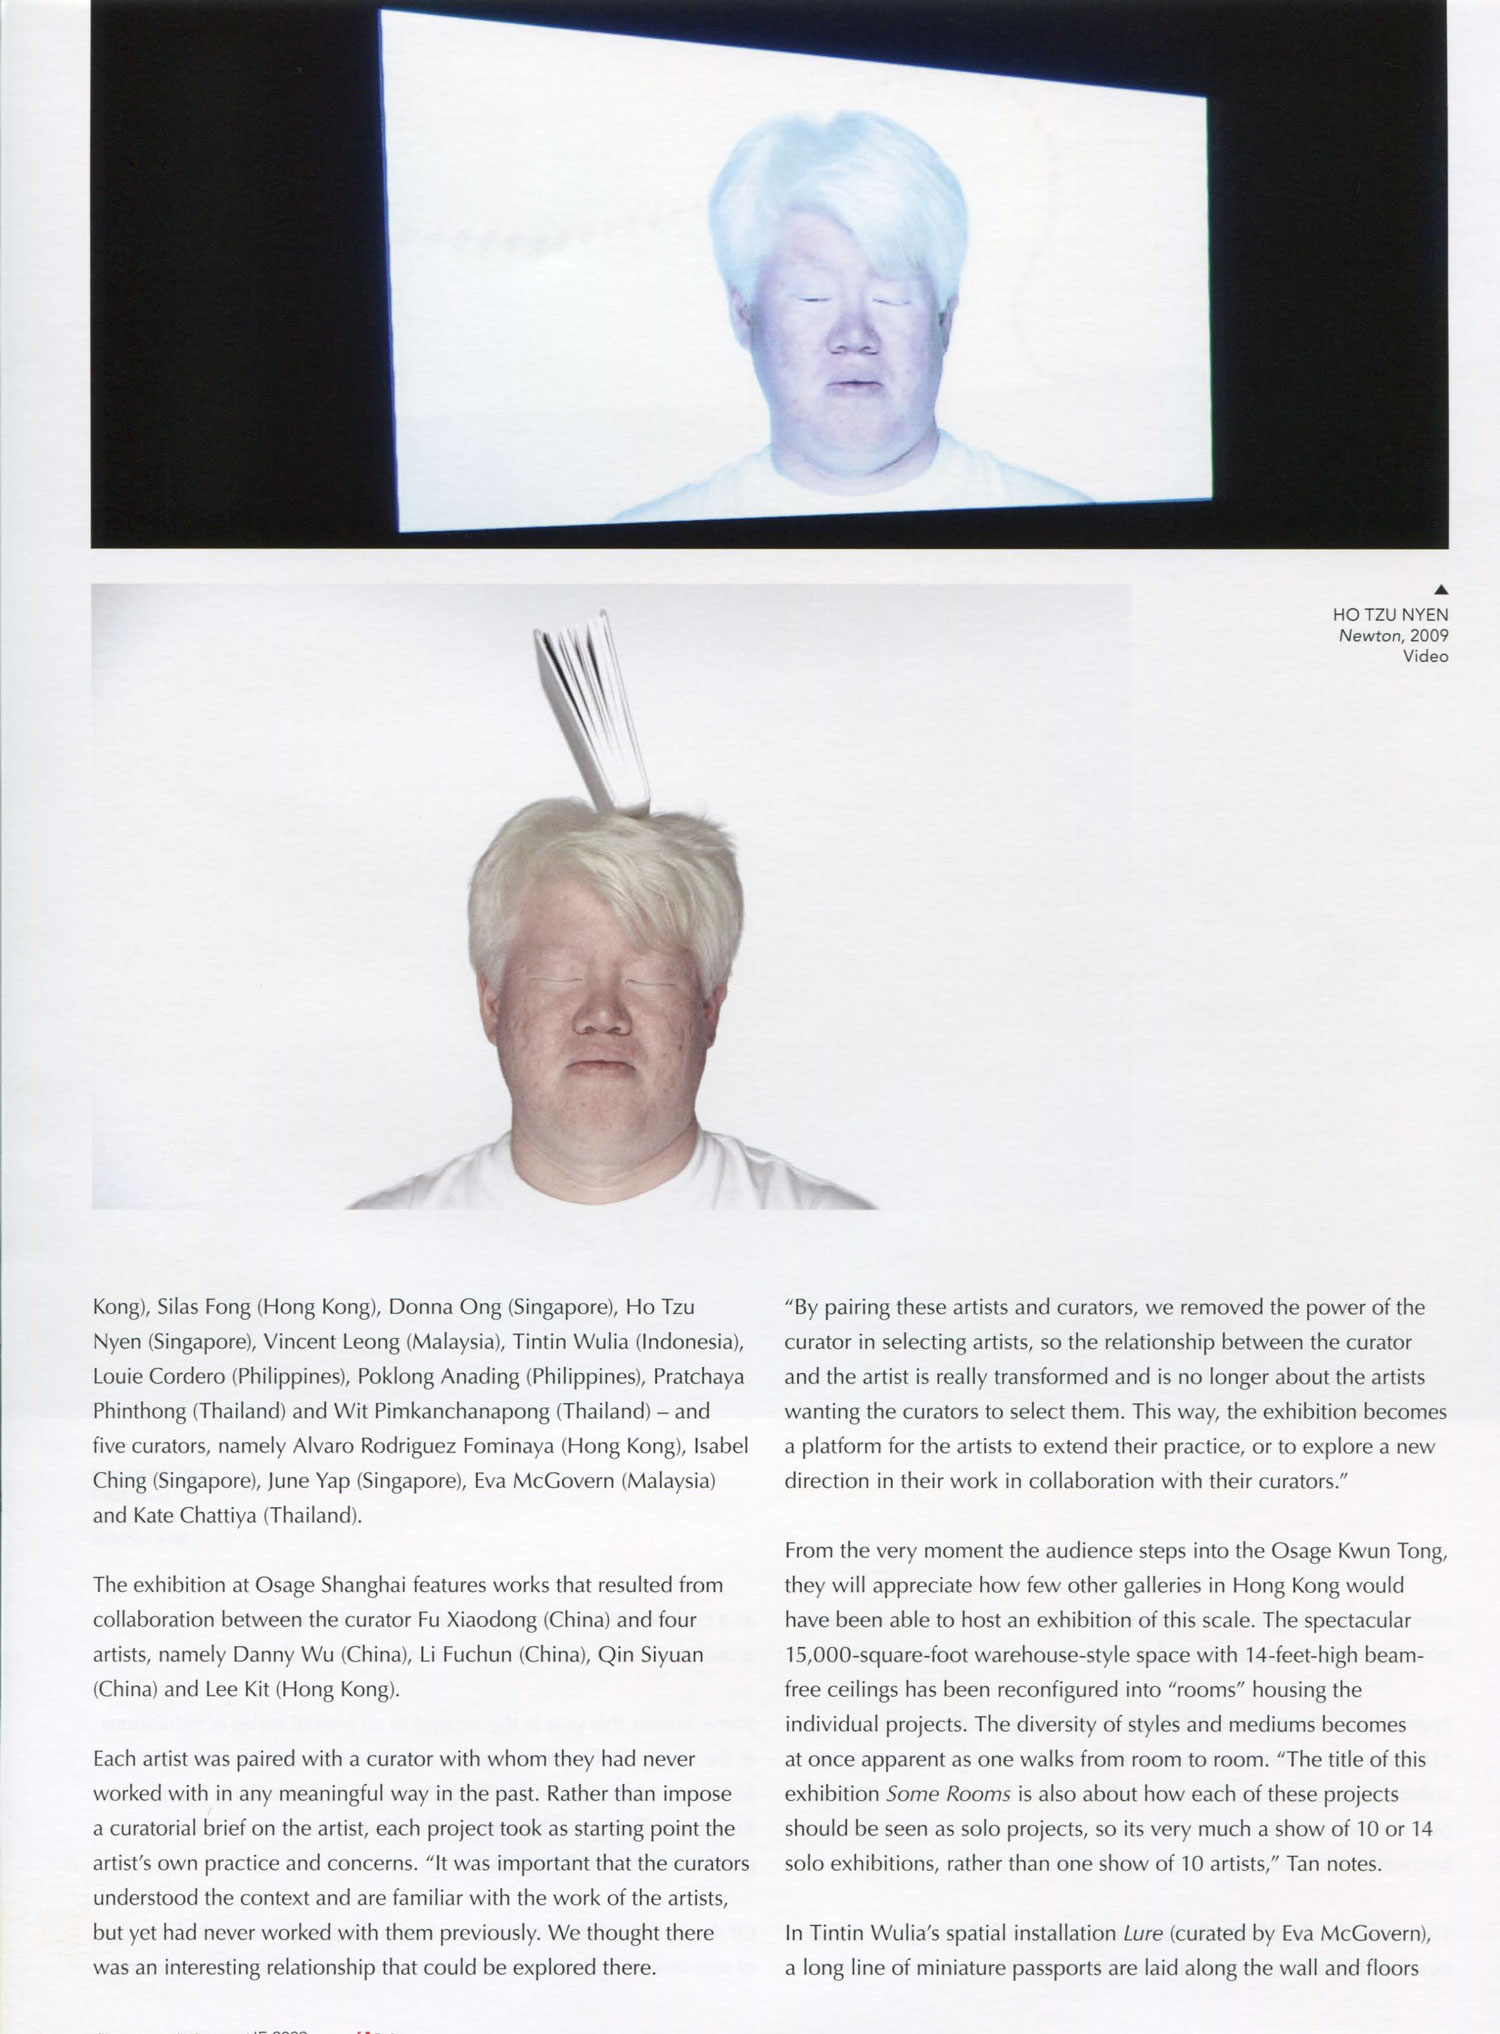 ▲
HO TZU NYEN
Newton, 2009
Video
Kong), Silas Fong (Hong Kong), Donna Ong (Singapore), Ho Tzu
Nyen (Singapore), Vincent Leong (Malaysia), Tintin Wulia (Indonesia),
Louie Cordero (Philippines), Poklong Anading (Philippines), Pratchaya
Phinthong (Thailand) and Wit Pimkanchanapong (Thailand) – and
five curators, namely Alvaro Rodriguez Fominaya (Hong Kong), Isabel
Ching (Singapore), June Yap (Singapore), Eva McGovern (Malaysia)
and Kate Chattiya (Thailand).
The exhibition at Osage Shanghai features works that resulted from
collaboration between the curator Fu Xiaodong (China) and four
artists, namely Danny Wu (China), Li Fuchun (China), Qin Siyuan
(China) and Lee Kit (Hong Kong).
Each artist was paired with a curator with whom they had never
worked with in any meaningful way in the past. Rather than impose
a curatorial brief on the artist, each project took as starting point the
artist’s own practice and concerns. “It was important that the curators
understood the context and are familiar with the work of the artists,
but yet had never worked with them previously. We thought there
was an interesting relationship that could be explored there.
“By pairing these artists and curators, we removed the power of the
curator in selecting artists, so the relationship between the curator
and the artist is really transformed and is no longer about the artists
wanting the curators to select them. This way, the exhibition becomes
a platform for the artists to extend their practice, or to explore a new
direction in their work in collaboration with their curators.”
From the very moment the audience steps into the Osage Kwun Tong,
they will appreciate how few other galleries in Hong Kong would
have been able to host an exhibition of this scale. The spectacular
15,000-square-foot warehouse-style space with 14-feet-high beam-
free ceilings has been reconfigured into “rooms” housing the
individual projects. The diversity of styles and mediums becomes
at once apparent as one walks from room to room. “The title of this
exhibition Some Rooms is also about how each of these projects
should be seen as solo projects, so its very much a show of 10 or 14
solo exhibitions, rather than one show of 10 artists,” Tan notes.
In Tintin Wulia’s spatial installation Lure (curated by Eva McGovern),
a long line of miniature passports are laid along the wall and floors